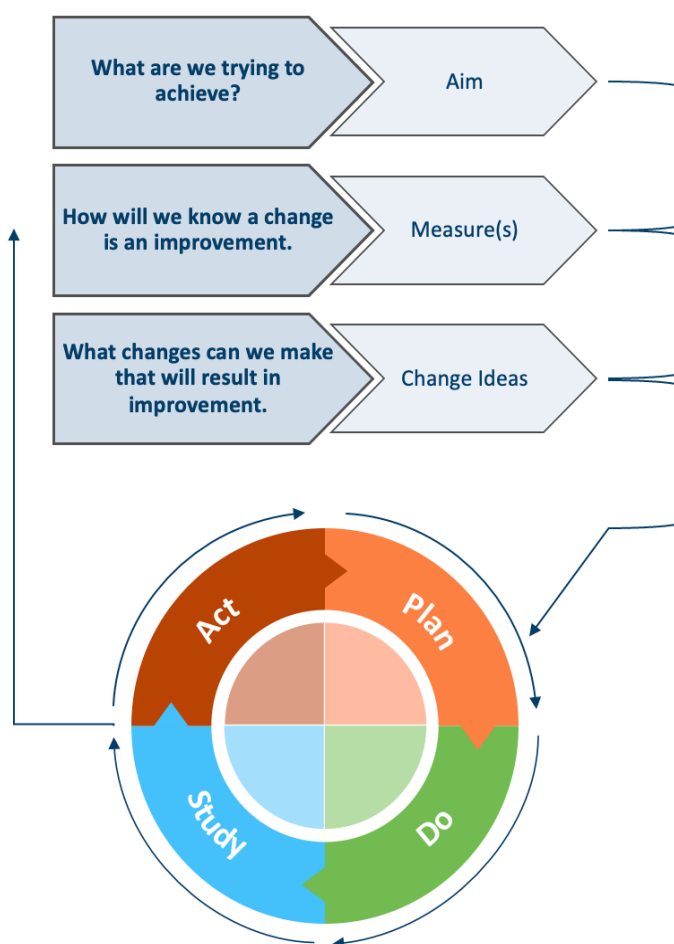 What are we trying to
achieve?
Aim
How will we know a change
is an improvement.
Measure(s)
What changes can we make
that will result in
improvement.
Change Ideas
Act
Plan
Study
Do